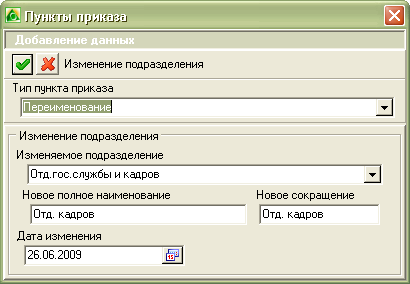 Пункты приказа
Добавление данных
Изменение подразделения
Тип пункта приказа
Переименование
Изменение подразделения
Изменяемое подразделение
Отд.гос.службы и кадров
Новое полное наименование Новое сокращение
Отд. кадров Отд. кадров
Дата изменения
26.06.2009